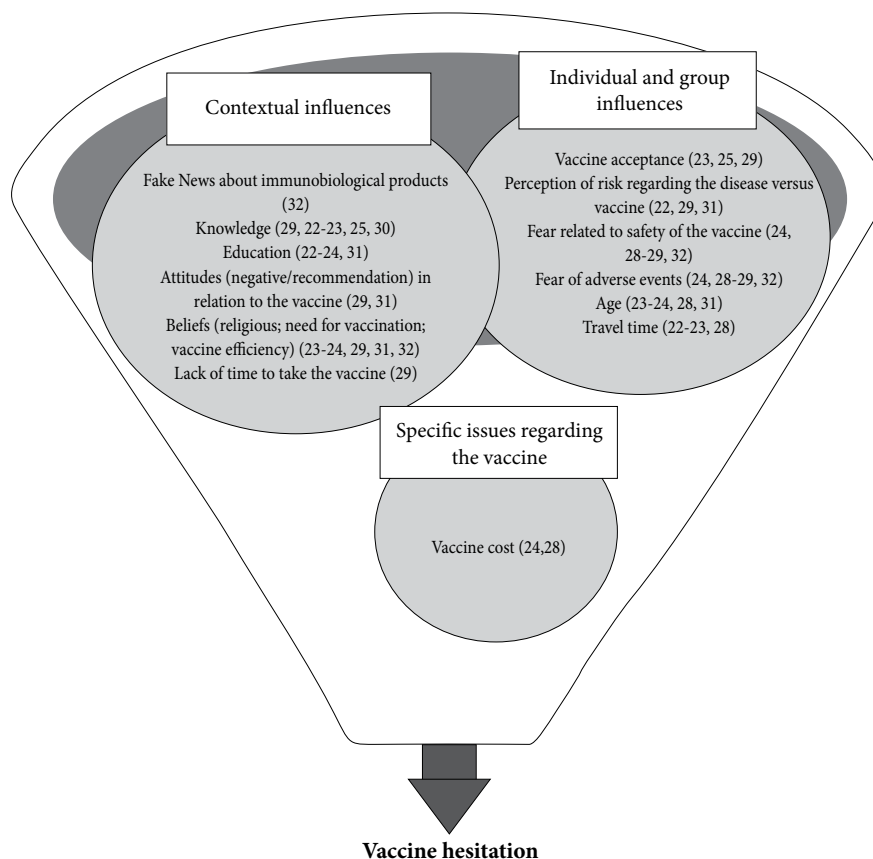 Contextual influences
Fake News about immunobiological products
(32)
Knowledge (29, 22-23, 25, 30)
Education (22-24, 31)
Attitudes (negative/recommendation) in
relation to the vaccine (29, 31)
Beliefs (religious; need for vaccination;
vaccine efficiency) (23-24, 29, 31, 32)
Lack of time to take the vaccine (29)
Individual and group
influences
Vaccine acceptance (23, 25, 29)
Perception of risk regarding the disease versus
vaccine (22, 29, 31)
Fear related to safety of the vaccine (24,
28-29, 32)
Fear of adverse events (24, 28-29, 32)
Age (23-24, 28, 31)
Travel time (22-23, 28)
Specific issues regarding
the vaccine
Vaccine cost (24,28)
Vaccine hesitation